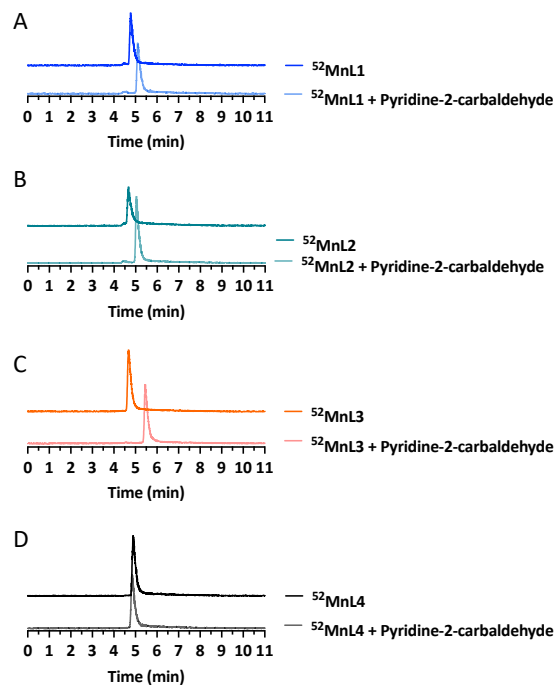 A
⁵²MnL1
⁵²MnL1 + Pyridine-2-carbaldehyde
0 1 2 3 4 5 6 7 8 9 10 11
Time (min)
B
⁵²MnL2
⁵²MnL2 + Pyridine-2-carbaldehyde
0 1 2 3 4 5 6 7 8 9 10 11
Time (min)
C
⁵²MnL3
⁵²MnL3 + Pyridine-2-carbaldehyde
0 1 2 3 4 5 6 7 8 9 10 11
Time (min)
D
⁵²MnL4
⁵²MnL4 + Pyridine-2-carbaldehyde
0 1 2 3 4 5 6 7 8 9 10 11
Time (min)